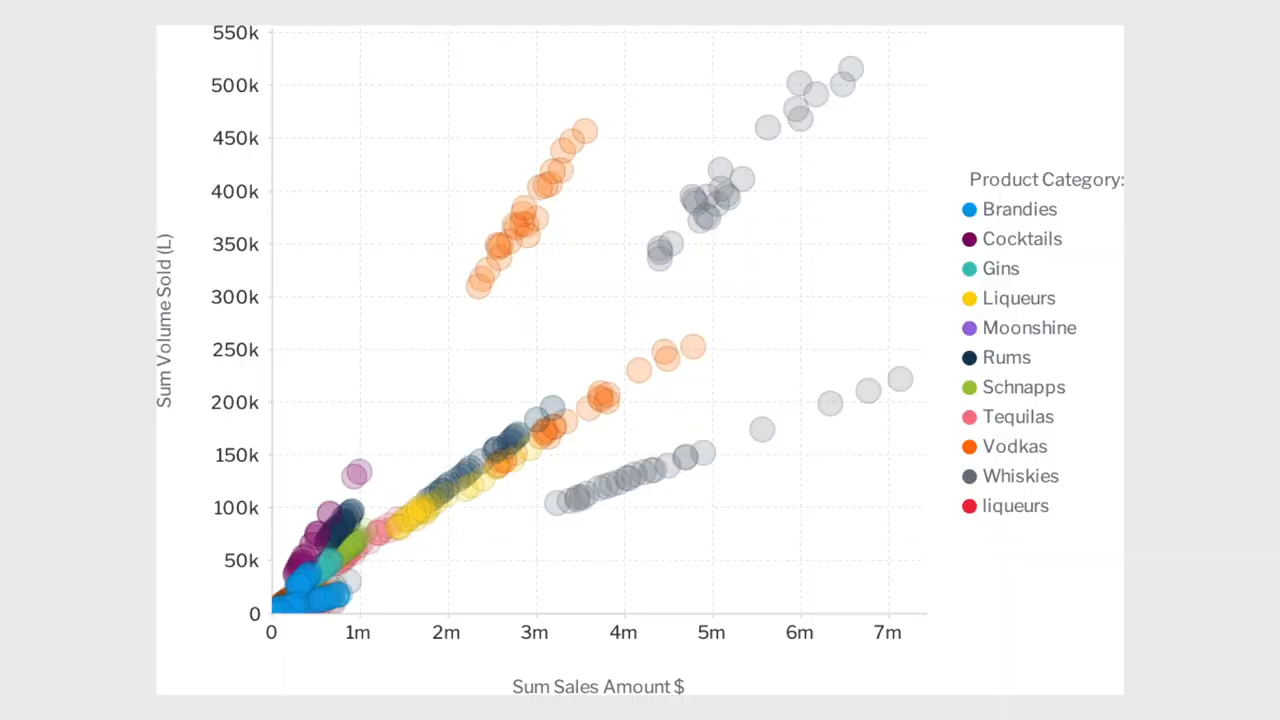 550k
500k
450k
400k
350k
300k
250k
200k
150k
100k
50k
0
Sum Volume Sold (L)
0 1m 2m 3m 4m 5m 6m 7m
Sum Sales Amount $
Product Category:
Brandies
Cocktails
Gins
Liqueurs
Moonshine
Rums
Schnapps
Tequilas
Vodkas
Whiskies
liqueurs